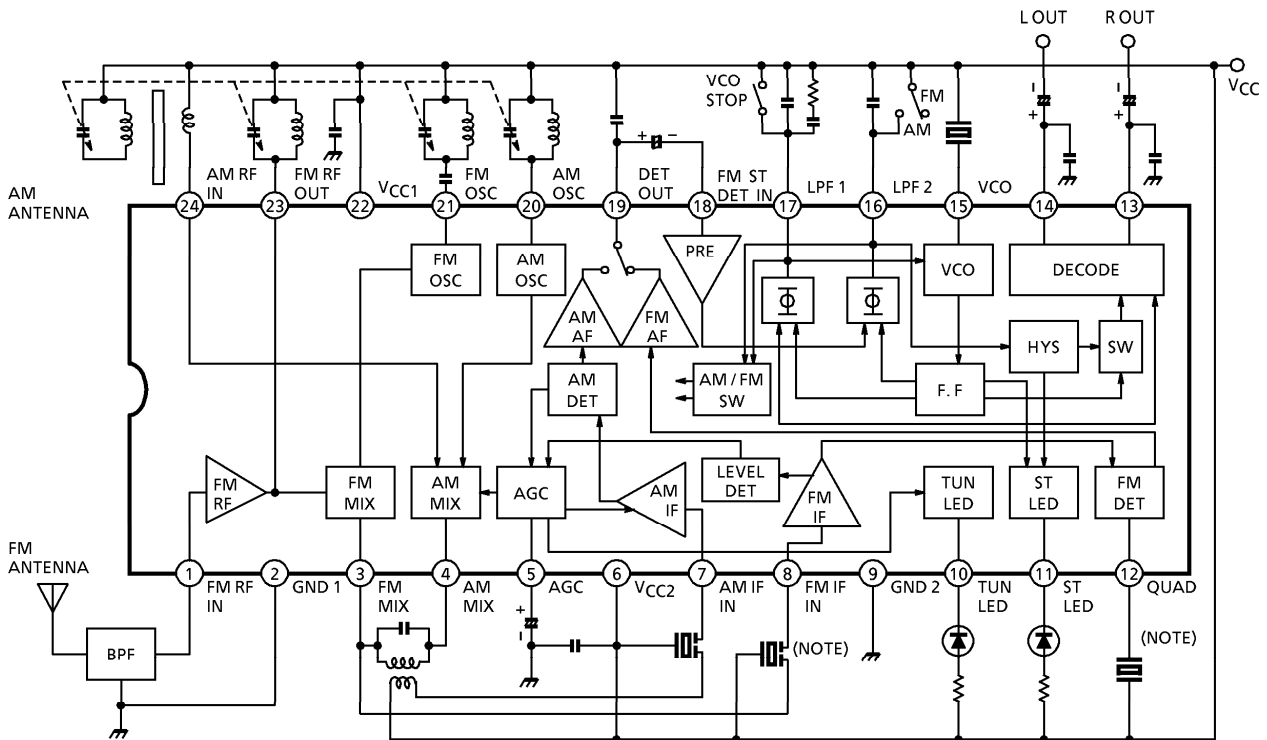 L OUT
R OUT
VCC
VCO
STOP
FM
AM
+
−
−
+
−
+
AM
ANTENNA
AM RF
IN
FM RF
OUT
VCC1
FM
OSC
AM
OSC
DET
OUT
FM ST
DET IN
LPF 1
LPF 2
VCO
24
23
22
21
20
19
18
17
16
15
14
13
FM
OSC
AM
OSC
PRE
VCO
DECODE
AM
AF
FM
AF
HYS
SW
AM
DET
AM / FM
SW
F. F
FM
RF
FM
MIX
AM
MIX
AGC
AM
IF
LEVEL
DET
FM
IF
TUN
LED
ST
LED
FM
DET
FM
ANTENNA
1
2
3
4
5
6
7
8
9
10
11
12
FM RF
IN
GND 1
FM
MIX
AM
MIX
AGC
VCC2
AM IF
IN
FM IF
IN
GND 2
TUN
LED
ST
LED
QUAD
+
−
BPF
(NOTE)
(NOTE)